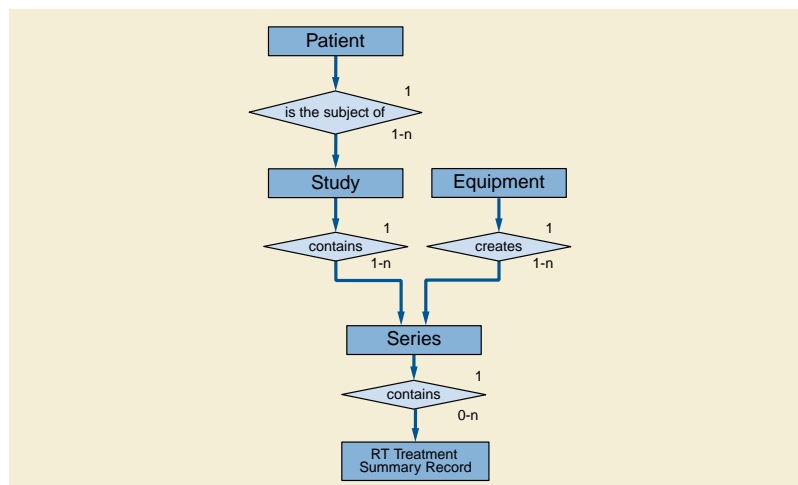 Patient
1
is the subject of
1-n
Study
Equipment
1
1
contains
creates
1-n
1-n
Series
1
contains
0-n
RT Treatment
Summary Record